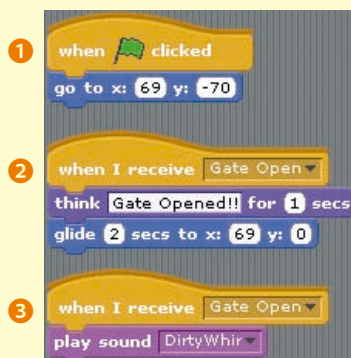 1
when clicked
go to x: 69 y: -70
2
when I receive Gate Open
think Gate Opened!! for 1 secs
glide 2 secs to x: 69 y: 0
3
when I receive Gate Open
play sound DirtyWhir